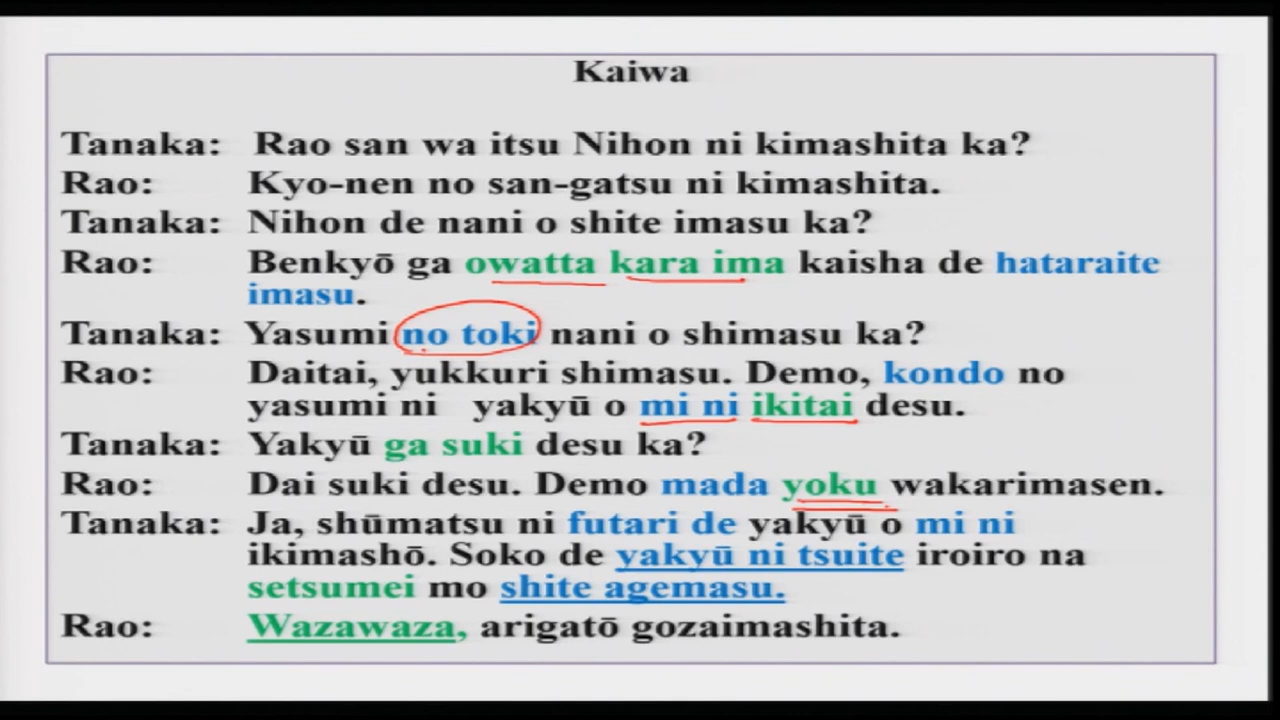 Kaiwa
Tanaka: Rao san wa itsu Nihon ni kimashita ka?
Rao: Kyo-nen no san-gatsu ni kimashita.
Tanaka: Nihon de nani o shite imasu ka?
Rao: Benkyō ga owatta kara ima kaisha de hataraite
imasu.
Tanaka: Yasumi no toki nani o shimasu ka?
Rao: Daitai, yukkuri shimasu. Demo, kondo no
yasumi ni yakyū o mi ni ikitai desu.
Tanaka: Yakyū ga suki desu ka?
Rao: Dai suki desu. Demo mada yoku wakarimasen.
Tanaka: Ja, shūmatsu ni futari de yakyū o mi ni
ikimashō. Soko de yakyū ni tsuite iroiro na
setsumei mo shite agemasu.
Rao: Wazawaza, arigatō gozaimashita.